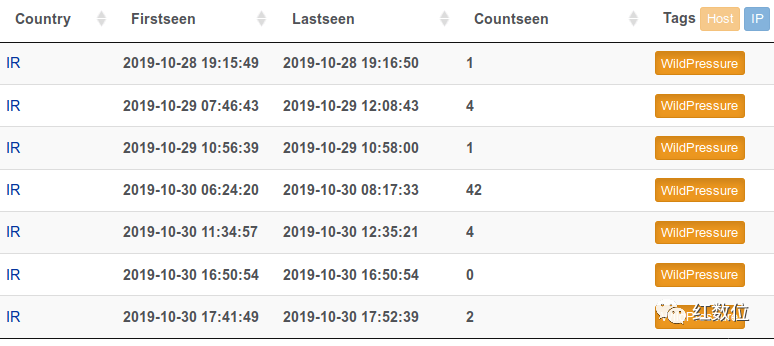 Country Firstseen Lastseen Countseen Tags Host IP
IR 2019-10-28 19:15:49 2019-10-28 19:16:50 1 WildPressure
IR 2019-10-29 07:46:43 2019-10-29 12:08:43 4 WildPressure
IR 2019-10-29 10:56:39 2019-10-29 10:58:00 1 WildPressure
IR 2019-10-30 06:24:20 2019-10-30 08:17:33 42 WildPressure
IR 2019-10-30 11:34:57 2019-10-30 12:35:21 4 WildPressure
IR 2019-10-30 16:50:54 2019-10-30 16:50:54 0 WildPressure
IR 2019-10-30 17:41:49 2019-10-30 17:52:39 2 红数位